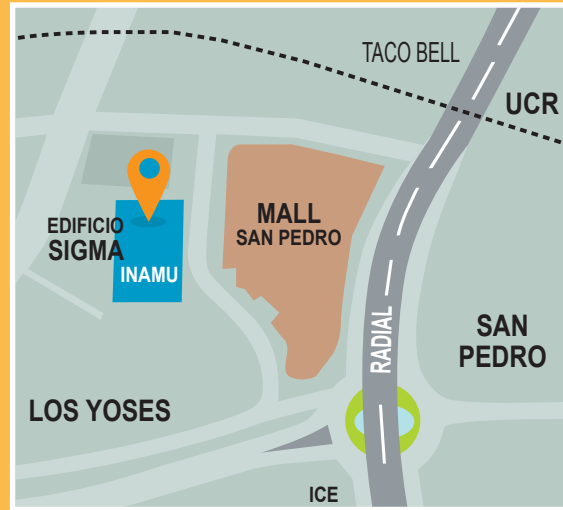 TACO BELL
UCR
MALL
SAN PEDRO
EDIFICIO
SIGMA
INAMU
RADIAL
SAN
PEDRO
LOS YOSES
ICE